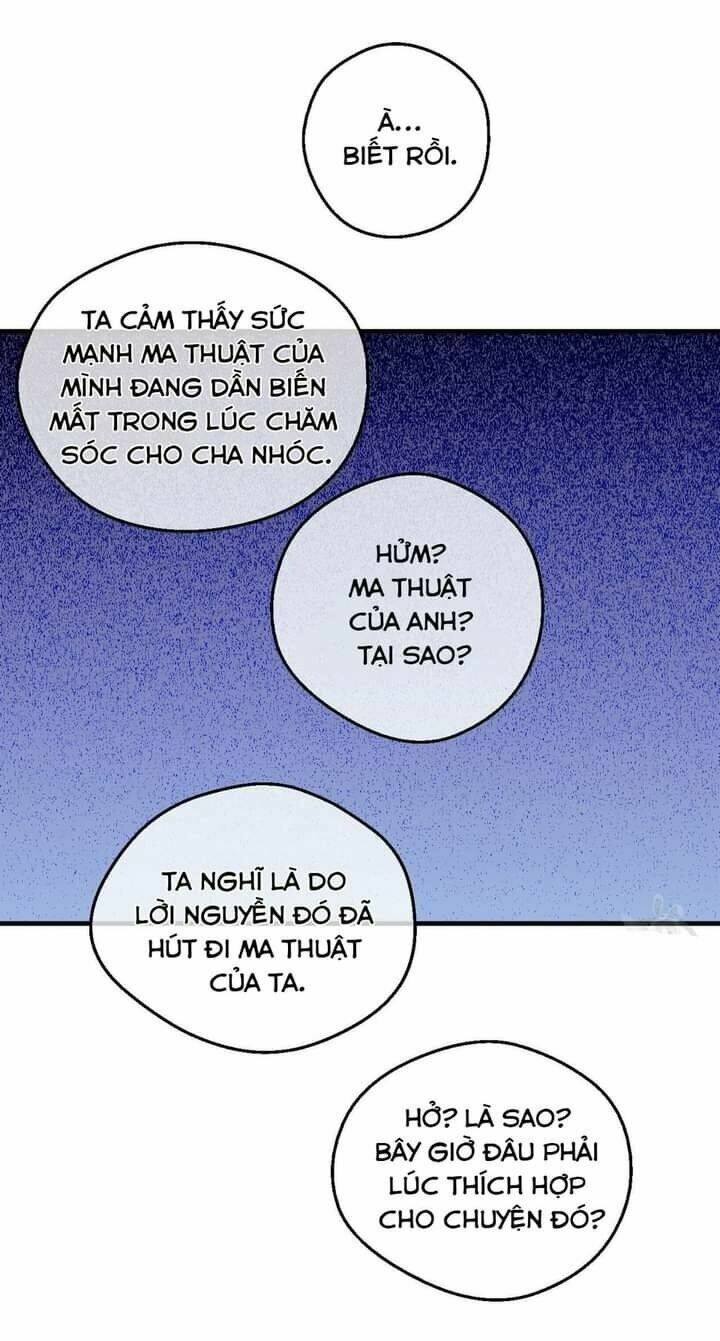 À...
BIẾT RỒI.
TA CẢM THẤY SỨC
MẠNH MA THUẬT CỦA
MÌNH ĐANG DẦN BIẾN
MẤT TRONG LÚC CHĂM
SÓC CHO CHA NHÓC.
HỬM?
MA THUẬT
CỦA ANH?
TẠI SAO?
TA NGHĨ LÀ DO
LỜI NGUYỀN ĐÓ ĐÃ
HÚT ĐI MA THUẬT
CỦA TA.
HỞ? LÀ SAO?
BÂY GIỜ ĐÂU PHẢI
LÚC THÍCH HỢP
CHO CHUYỆN ĐÓ?